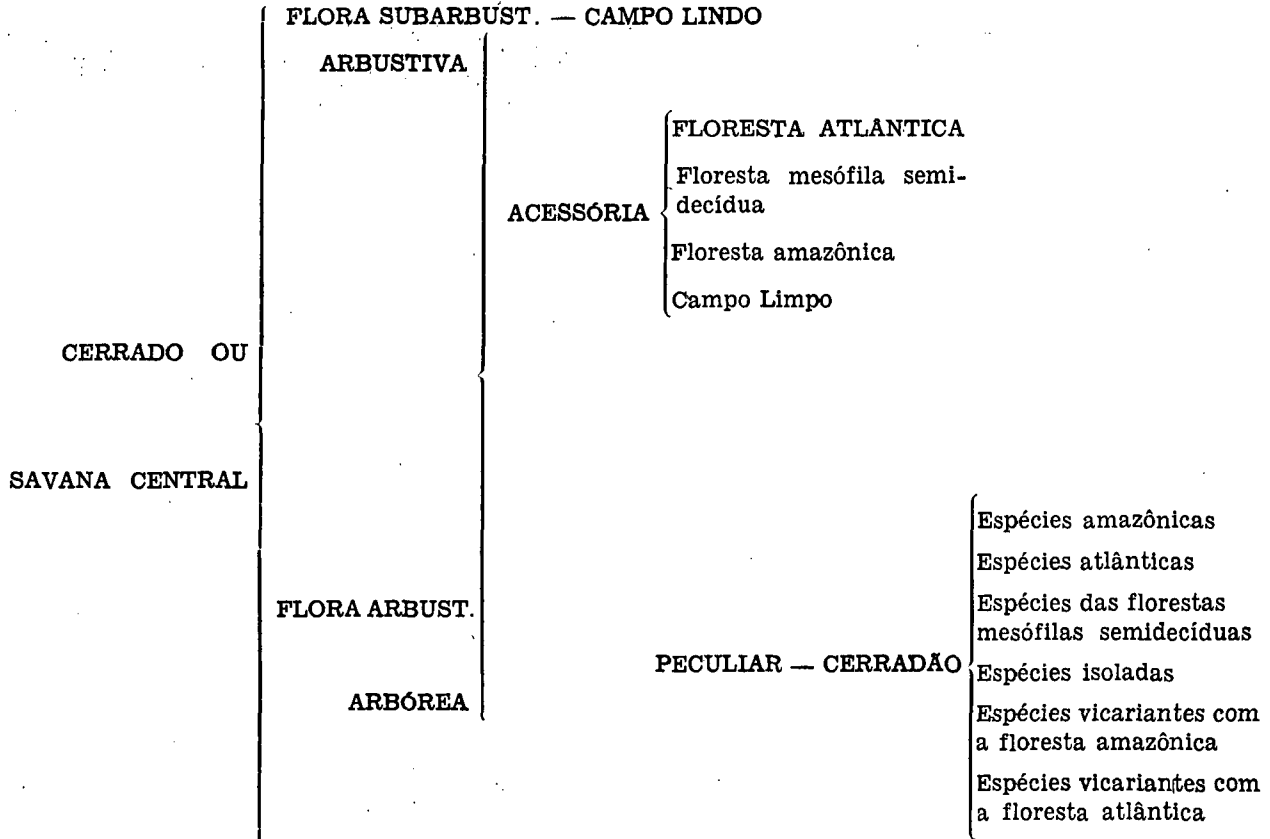 FLORA SUBARBUST. — CAMPO LINDO
ARBUSTIVA
FLORESTA ATLÂNTICA
Floresta mesófila semi-
decídua
ACESSÓRIA
Floresta amazônica
Campo Limpo
CERRADO OU
SAVANA CENTRAL
Espécies amazônicas
Espécies atlânticas
FLORA ARBUST.
Espécies das florestas
mesófilas semidecíduas
PECULIAR — CERRADÃO
Espécies isoladas
ARBÓREA
Espécies vicariantes com
a floresta amazônica
Espécies vicariantes com
a floresta atlântica